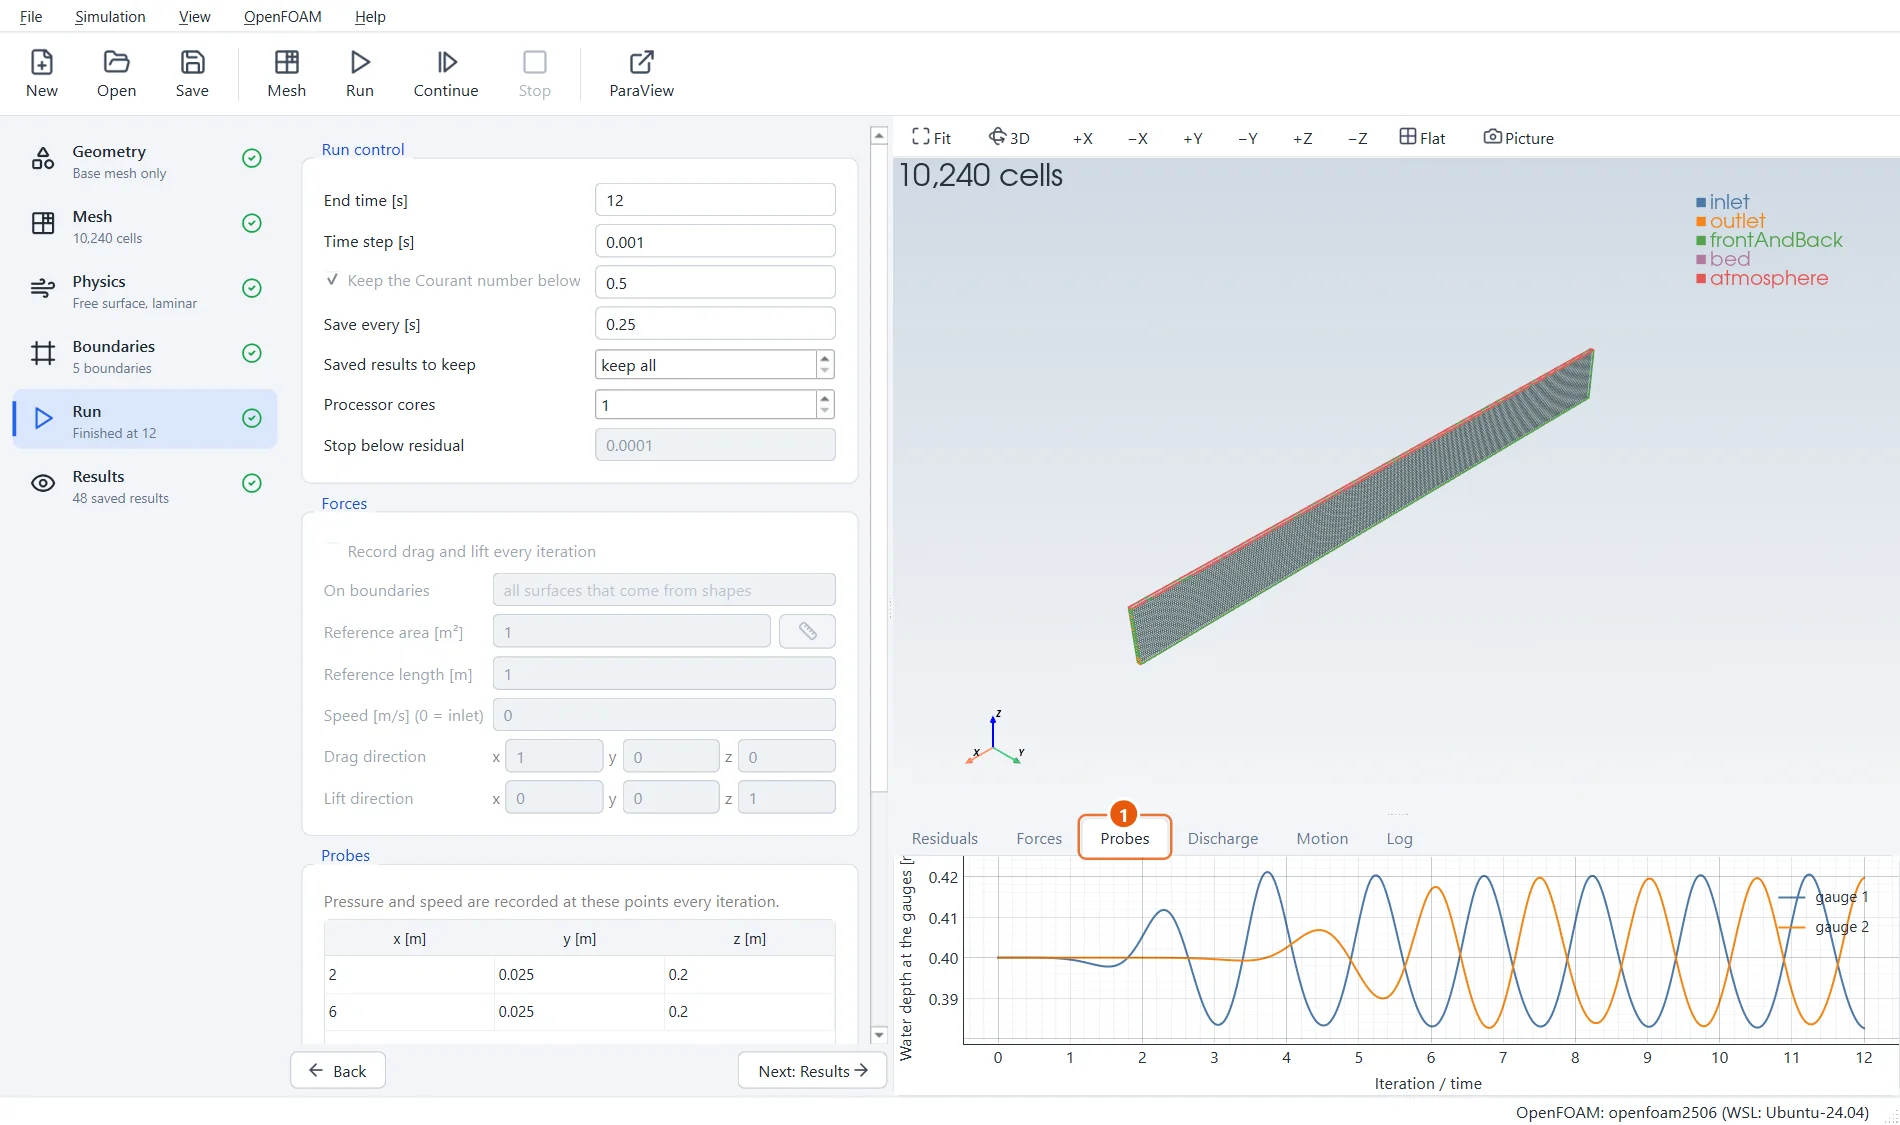 File Simulation View OpenFOAM Help
New Open Save Mesh Run Continue Stop ParaView
Geometry
Base mesh only
Mesh
10,240 cells
Physics
Free surface, laminar
Boundaries
5 boundaries
Run
Finished at 12
Results
48 saved results
Run control
End time [s] 12
Time step [s] 0.001
Keep the Courant number below 0.5
Save every [s] 0.25
Saved results to keep keep all
Processor cores 1
Stop below residual 0.0001
Forces
Record drag and lift every iteration
On boundaries all surfaces that come from shapes
Reference area [m²] 1
Reference length [m] 1
Speed [m/s] (0 = inlet) 0
Drag direction x 1 y 0 z 0
Lift direction x 0 y 0 z 1
Probes
Pressure and speed are recorded at these points every iteration.
x [m] y [m] z [m]
2 0.025 0.2
6 0.025 0.2
Back Next: Results
Fit 3D +X −X +Y −Y +Z −Z Flat Picture
10,240 cells
inlet
outlet
frontAndBack
bed
atmosphere
Z
X
Y
1
Residuals Forces Probes Discharge Motion Log
Water depth at the gauges
0.42
0.41
0.40
0.39
gauge 1
gauge 2
0 1 2 3 4 5 6 7 8 9 10 11 12
Iteration / time
OpenFOAM: openfoam2506 (WSL: Ubuntu-24.04)